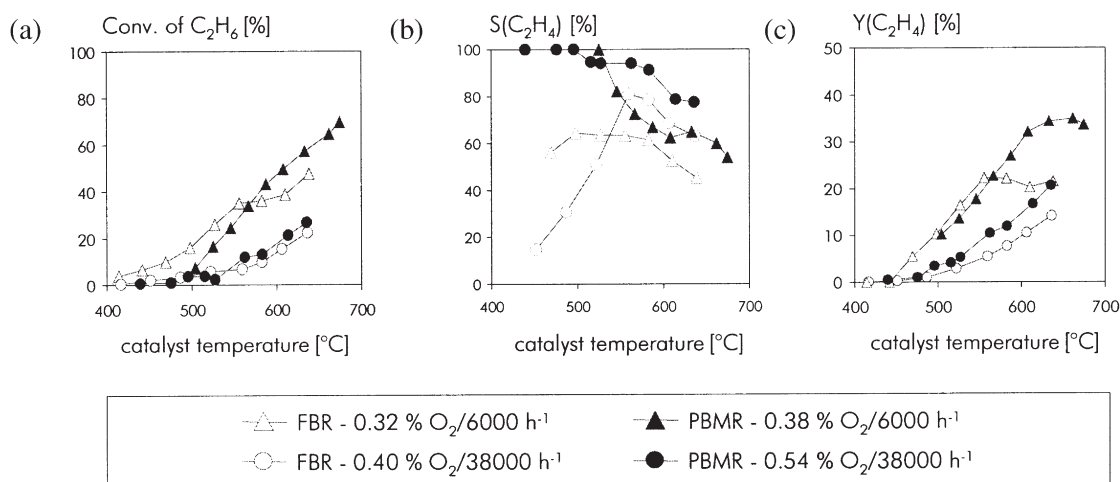 (a) Conv. of C₂H₆ [%]
100
80
60
40
20
0
400 500 600 700
catalyst temperature [°C]
(b) S(C₂H₄) [%]
100
80
60
40
20
0
400 500 600 700
catalyst temperature [°C]
(c) Y(C₂H₄) [%]
50
40
30
20
10
0
400 500 600 700
catalyst temperature [°C]
FBR - 0.32 % O₂/6000 h⁻¹
PBMR - 0.38 % O₂/6000 h⁻¹
FBR - 0.40 % O₂/38000 h⁻¹
PBMR - 0.54 % O₂/38000 h⁻¹